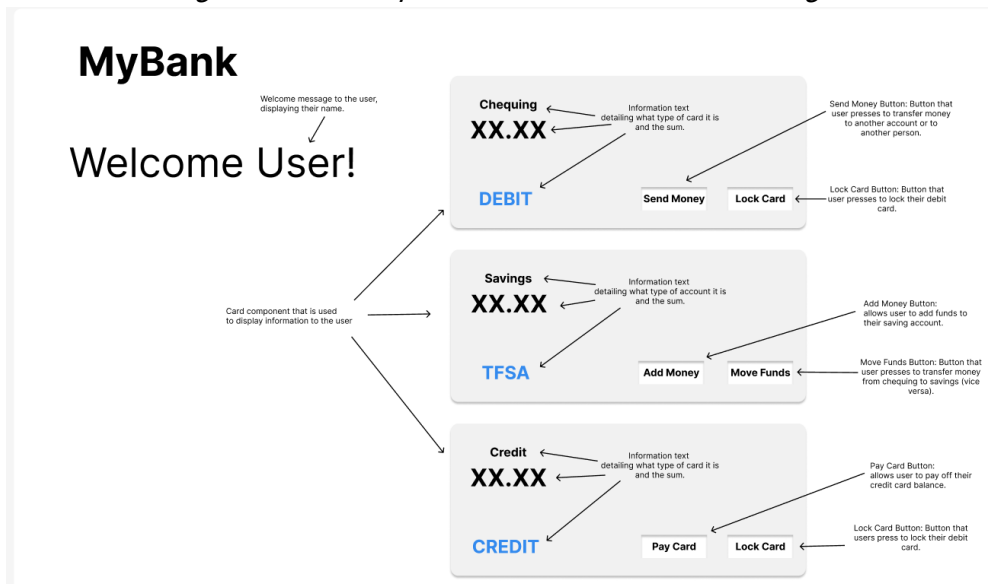 MyBank
Welcome message to the user,
displaying their name.
Welcome User!
Card component that is used
to display information to the user
Chequing
XX.XX
DEBIT
Information text
detailing what type of card it is
and the sum.
Send Money
Lock Card
Send Money Button: Button that
user presses to transfer money
to another account or to
another person.
Lock Card Button: Button that
user presses to lock their debit
card.
Savings
XX.XX
TFSA
Information text
detailing what type of account it is
and the sum.
Add Money
Move Funds
Add Money Button:
allows user to add funds to
their saving account.
Move Funds Button: Button that
user presses to transfer money
from chequing to savings (vice
versa).
Credit
XX.XX
CREDIT
Information text
detailing what type of card it is
and the sum.
Pay Card
Lock Card
Pay Card Button:
allows user to pay off their
credit card balance.
Lock Card Button: Button that
users press to lock their debit
card.